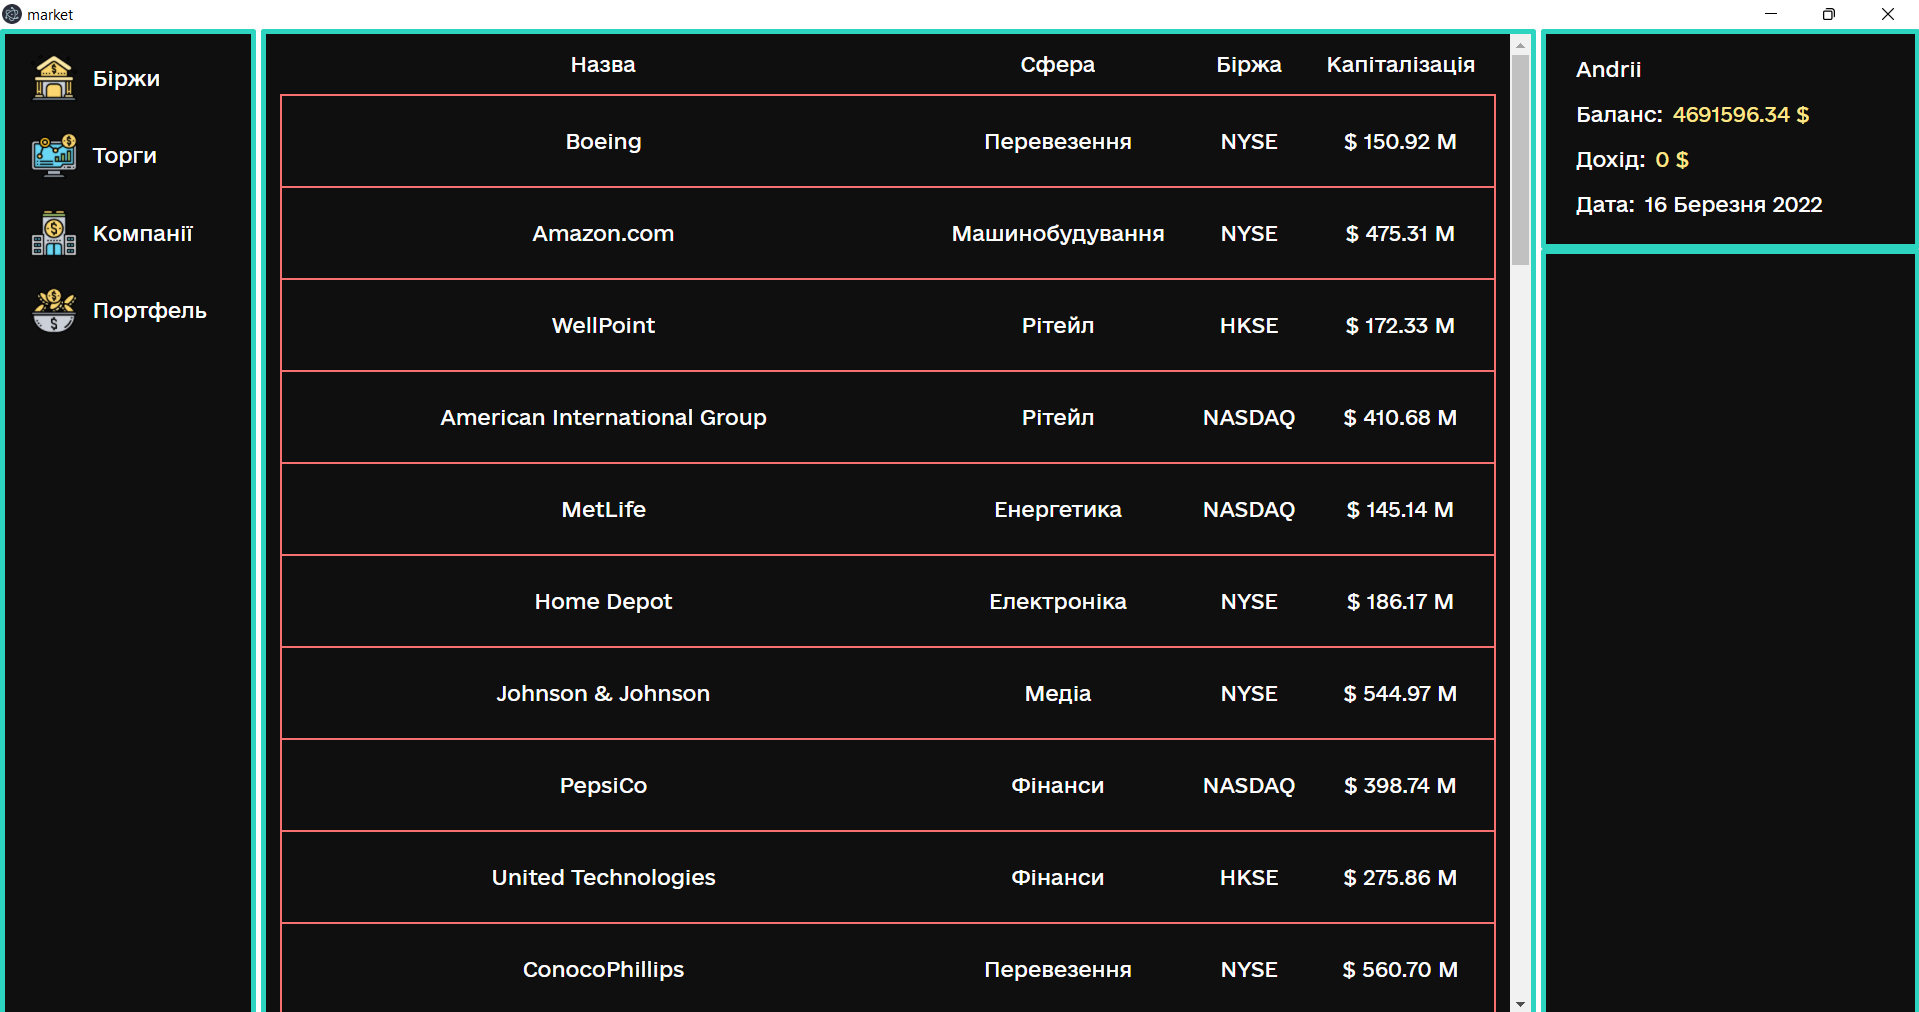 market
Біржи
Торги
Компанії
Портфель
Назва Сфера Біржа Капіталізація
Boeing Перевезення NYSE $ 150.92 M
Amazon.com Машинобудування NYSE $ 475.31 M
WellPoint Рітейл HKSE $ 172.33 M
American International Group Рітейл NASDAQ $ 410.68 M
MetLife Енергетика NASDAQ $ 145.14 M
Home Depot Електроніка NYSE $ 186.17 M
Johnson & Johnson Медіа NYSE $ 544.97 M
PepsiCo Фінанси NASDAQ $ 398.74 M
United Technologies Фінанси HKSE $ 275.86 M
ConocoPhillips Перевезення NYSE $ 560.70 M
Andrii
Баланс: 4691596.34 $
Дохід: 0 $
Дата: 16 Березня 2022